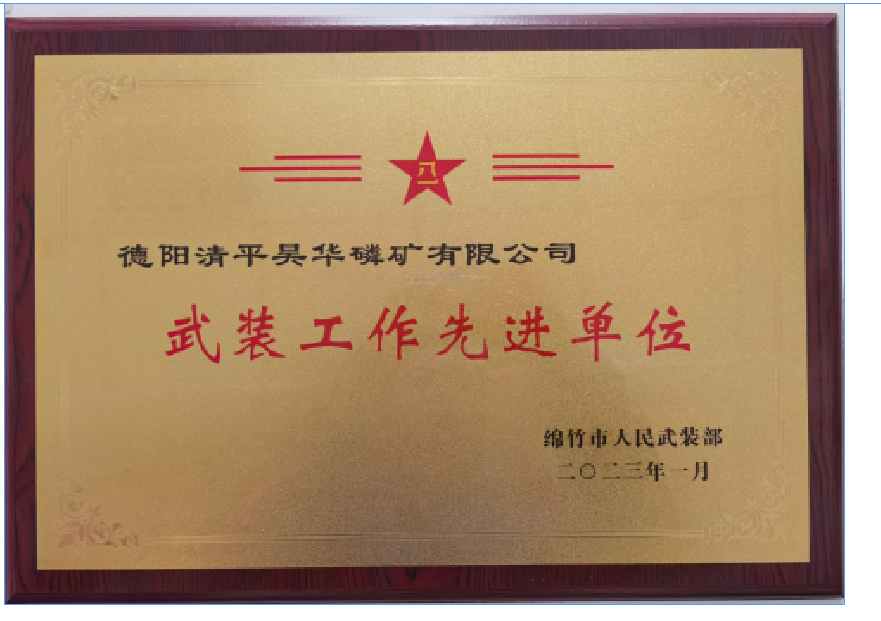 八一
德阳清平昊华磷矿有限公司
武装工作先进单位
绵竹市人民武装部
二〇二三年一月